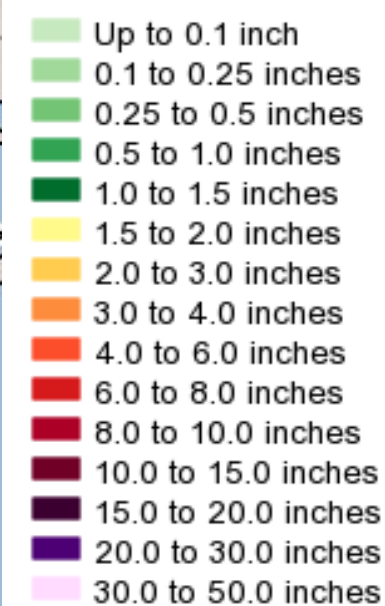 Up to 0.1 inch
0.1 to 0.25 inches
0.25 to 0.5 inches
0.5 to 1.0 inches
1.0 to 1.5 inches
1.5 to 2.0 inches
2.0 to 3.0 inches
3.0 to 4.0 inches
4.0 to 6.0 inches
6.0 to 8.0 inches
8.0 to 10.0 inches
10.0 to 15.0 inches
15.0 to 20.0 inches
20.0 to 30.0 inches
30.0 to 50.0 inches